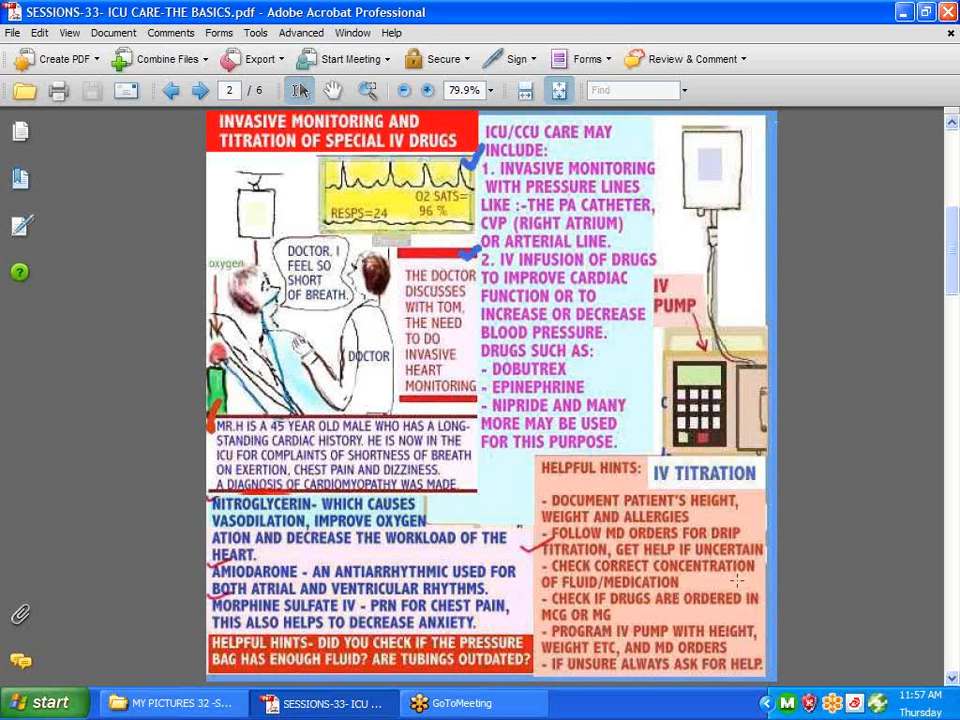 SESSIONS-33- ICU CARE-THE BASICS.pdf - Adobe Acrobat Professional
File Edit View Document Comments Forms Tools Advanced Window Help
Create PDF Combine Files Export Start Meeting Secure Sign Forms Review & Comment
2 / 6 79.9% Find
INVASIVE MONITORING AND
TITRATION OF SPECIAL IV DRUGS
O2 SATS=
RESPS=24 96 %
oxygen
DOCTOR, I
FEEL SO
SHORT
OF BREATH.
DOCTOR
THE DOCTOR
DISCUSSES
WITH TOM,
THE NEED
TO DO
INVASIVE
HEART
MONITORING
ICU/CCU CARE MAY
INCLUDE:
1. INVASIVE MONITORING
WITH PRESSURE LINES
LIKE :-THE PA CATHETER,
CVP (RIGHT ATRIUM)
OR ARTERIAL LINE.
2. IV INFUSION OF DRUGS
TO IMPROVE CARDIAC
FUNCTION OR TO
INCREASE OR DECREASE
BLOOD PRESSURE.
DRUGS SUCH AS:
- DOBUTREX
- EPINEPHRINE
- NIPRIDE AND MANY
MORE MAY BE USED
FOR THIS PURPOSE.
IV
PUMP
MR.H IS A 45 YEAR OLD MALE WHO HAS A LONG-
STANDING CARDIAC HISTORY. HE IS NOW IN THE
ICU FOR COMPLAINTS OF SHORTNESS OF BREATH
ON EXERTION, CHEST PAIN AND DIZZINESS.
A DIAGNOSIS OF CARDIOMYOPATHY WAS MADE.
NITROGLYCERIN- WHICH CAUSES
VASODILATION, IMPROVE OXYGEN
ATION AND DECREASE THE WORKLOAD OF THE
HEART.
AMIODARONE - AN ANTIARRHYTHMIC USED FOR
BOTH ATRIAL AND VENTRICULAR RHYTHMS.
MORPHINE SULFATE IV - PRN FOR CHEST PAIN,
THIS ALSO HELPS TO DECREASE ANXIETY.
HELPFUL HINTS- DID YOU CHECK IF THE PRESSURE
BAG HAS ENOUGH FLUID? ARE TUBINGS OUTDATED?
HELPFUL HINTS: IV TITRATION
- DOCUMENT PATIENT'S HEIGHT,
WEIGHT AND ALLERGIES
- FOLLOW MD ORDERS FOR DRIP
TITRATION, GET HELP IF UNCERTAIN
- CHECK CORRECT CONCENTRATION
OF FLUID/MEDICATION
- CHECK IF DRUGS ARE ORDERED IN
MCG OR MG
- PROGRAM IV PUMP WITH HEIGHT,
WEIGHT ETC, AND MD ORDERS
- IF UNSURE ALWAYS ASK FOR HELP.
start MY PICTURES 32 -S... SESSIONS-33- ICU ... GoToMeeting
11:57 AM
Thursday